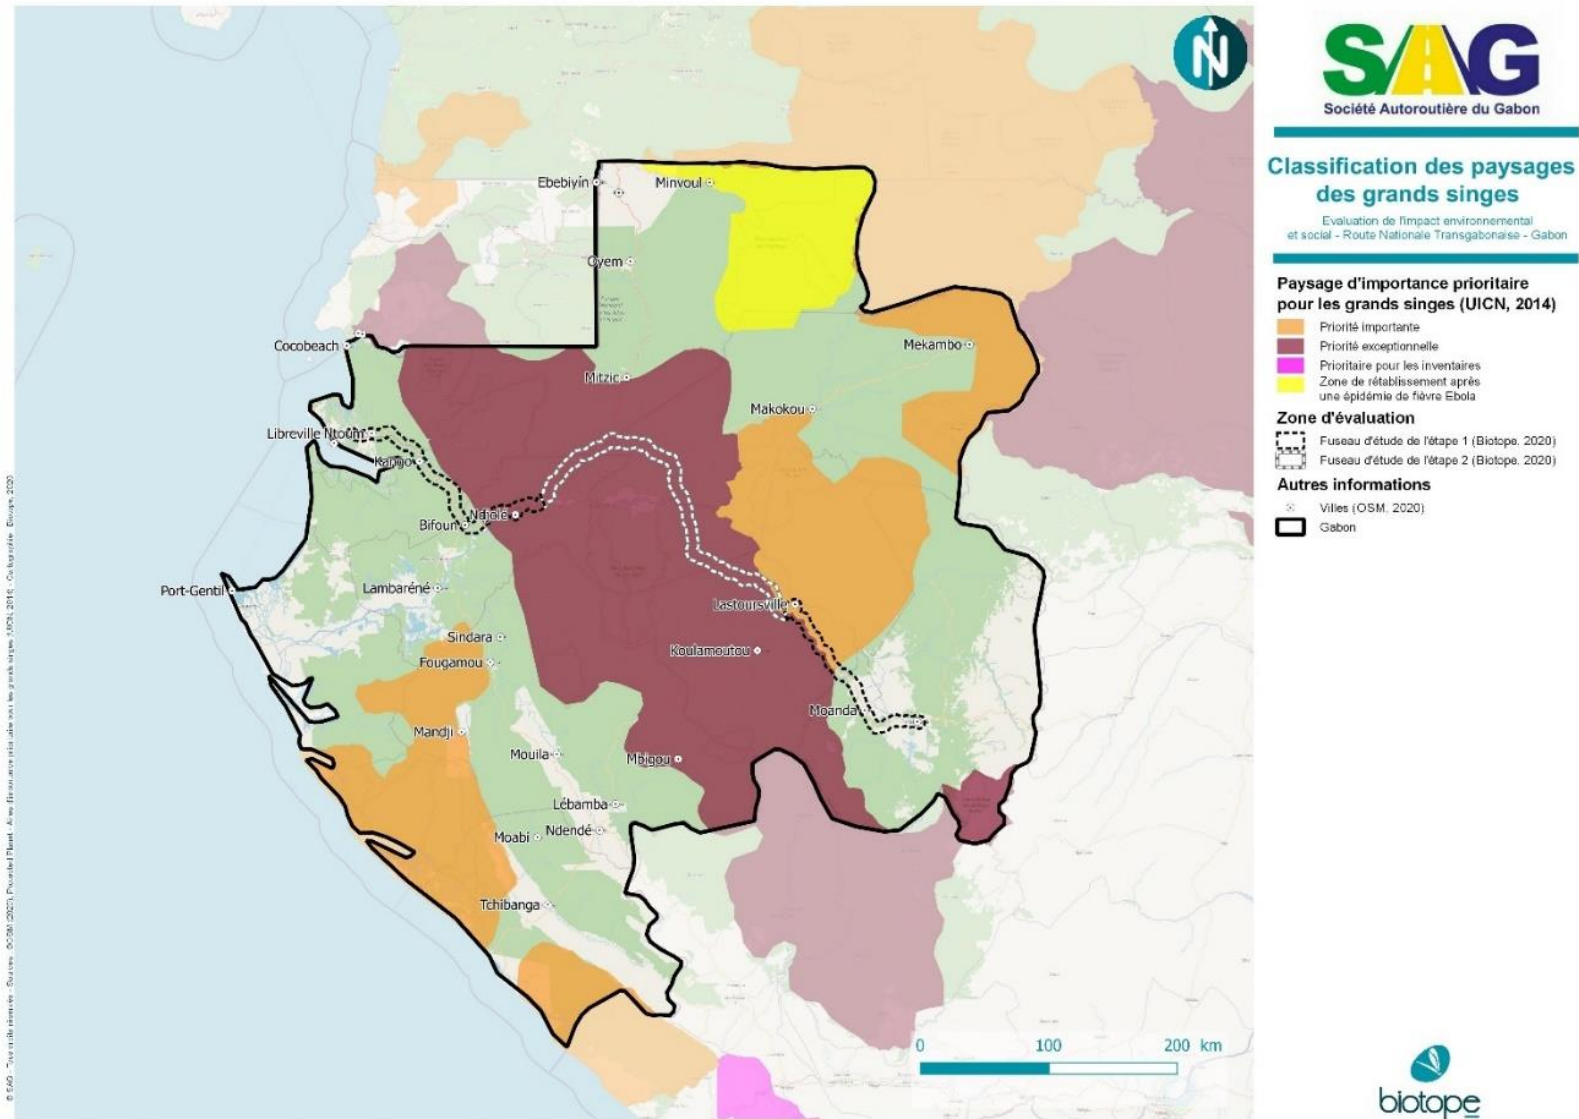 SAG
Société Autoroutière du Gabon
Classification des paysages
des grands singes
Evaluation de l'impact environnemental
et social - Route Nationale Transgabonaise - Gabon
Paysage d'importance prioritaire
pour les grands singes (UICN, 2014)
Priorité importante
Priorité exceptionnelle
Prioritaire pour les inventaires
Zone de rétablissement après
une épidémie de fièvre Ebola
Zone d'évaluation
Fuseau d'étude de l'étape 1 (Biotope. 2020)
Fuseau d'étude de l'étape 2 (Biotope. 2020)
Autres informations
Villes (OSM, 2020)
Gabon
N
Ebebiyín
Minvoul
Oyem
Cocobeach
Mekambo
Mitzic
Makokou
Libreville Ntoum
Kango
Bifoun
Ndjolé
Port-Gentil
Lambaréné
Lastoursville
Sindara
Koulamoutou
Fougamou
Moanda
Mandji
Mouila
Mbigou
Lébamba
Moabi
Ndendé
Tchibanga
0 100 200 km
biotope